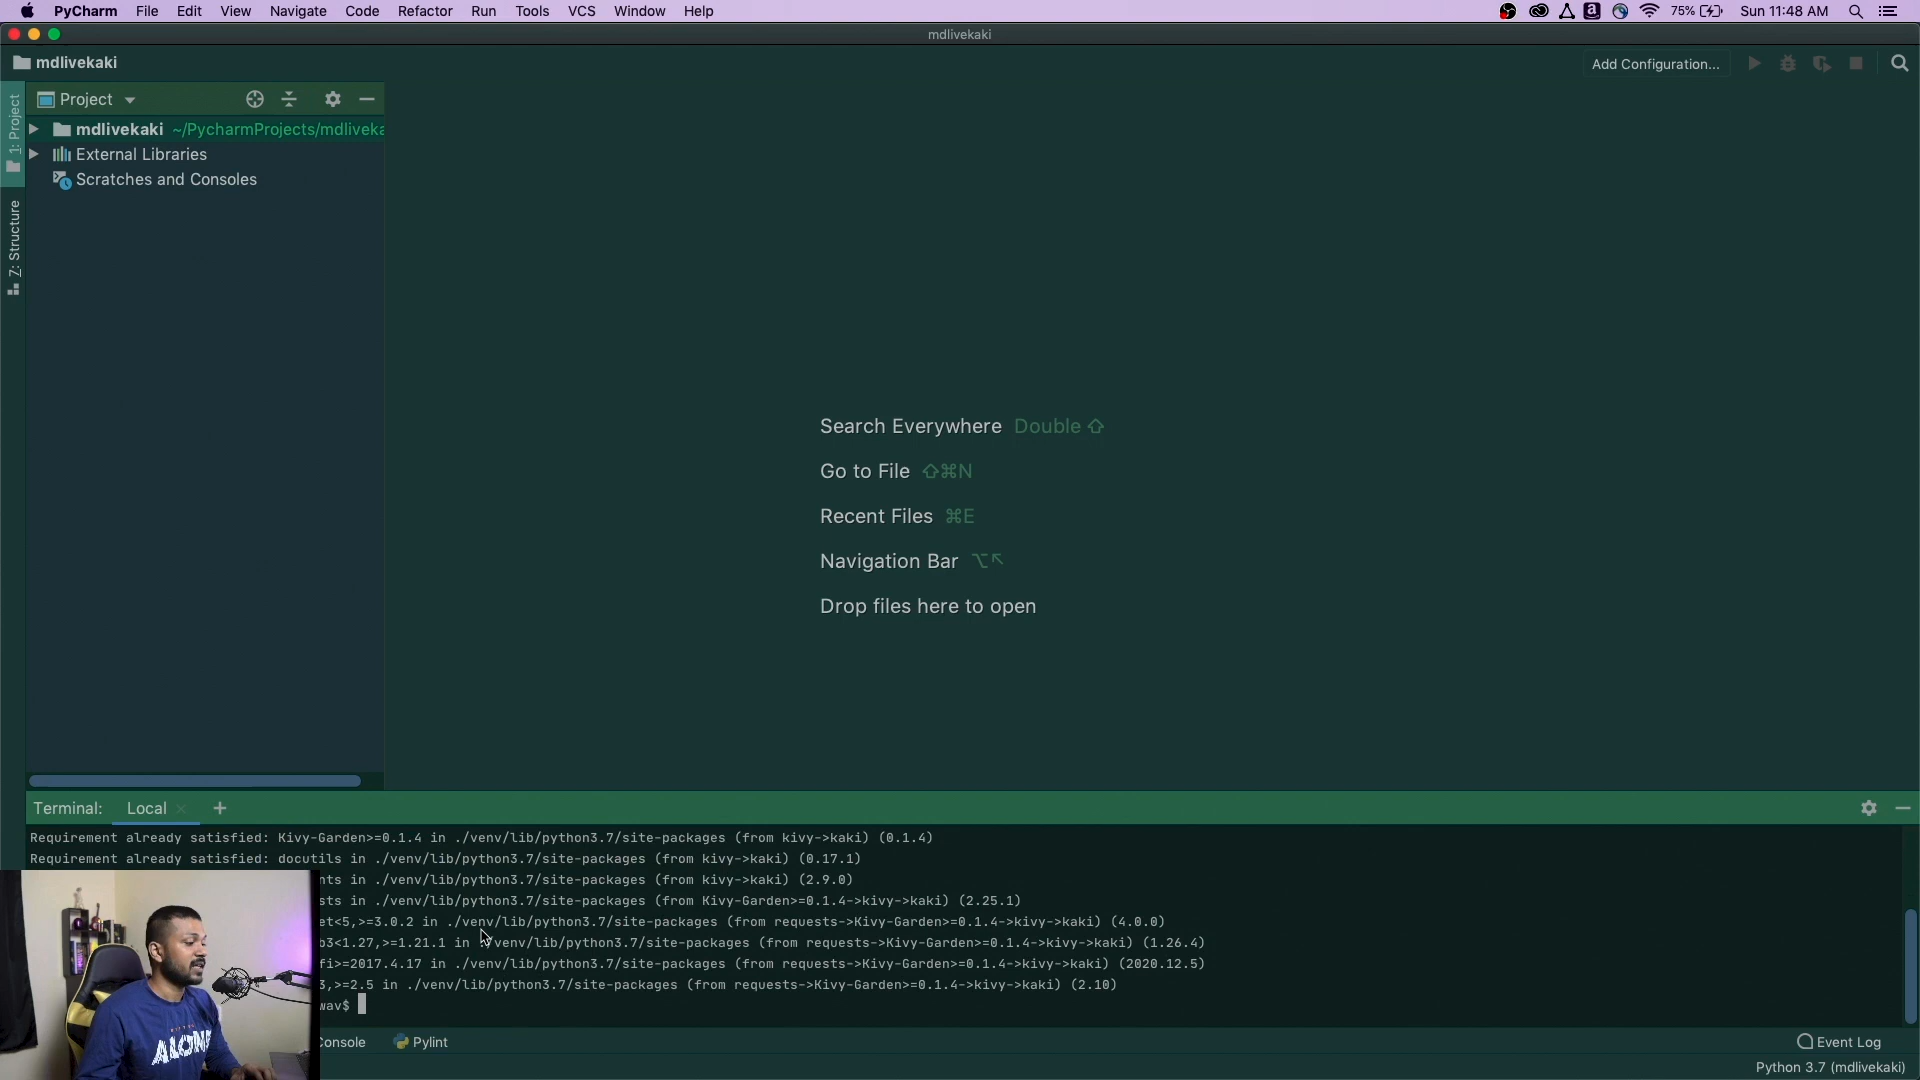 PyCharm File Edit View Navigate Code Refactor Run Tools VCS Window Help 75% Sun 11:48 AM
mdlivekaki
mdlivekaki Add Configuration...
1: Project
7: Structure
Project
mdlivekaki ~/PycharmProjects/mdliveka
External Libraries
Scratches and Consoles
Search Everywhere Double ⇧
Go to File ⇧⌘N
Recent Files ⌘E
Navigation Bar ⌥↖
Drop files here to open
Terminal: Local × +
Requirement already satisfied: Kivy-Garden>=0.1.4 in ./venv/lib/python3.7/site-packages (from kivy->kaki) (0.1.4)
Requirement already satisfied: docutils in ./venv/lib/python3.7/site-packages (from kivy->kaki) (0.17.1)
nts in ./venv/lib/python3.7/site-packages (from kivy->kaki) (2.9.0)
sts in ./venv/lib/python3.7/site-packages (from Kivy-Garden>=0.1.4->kivy->kaki) (2.25.1)
et<5,>=3.0.2 in ./venv/lib/python3.7/site-packages (from requests->Kivy-Garden>=0.1.4->kivy->kaki) (4.0.0)
b3<1.27,>=1.21.1 in ./venv/lib/python3.7/site-packages (from requests->Kivy-Garden>=0.1.4->kivy->kaki) (1.26.4)
fi>=2017.4.17 in ./venv/lib/python3.7/site-packages (from requests->Kivy-Garden>=0.1.4->kivy->kaki) (2020.12.5)
3,>=2.5 in ./venv/lib/python3.7/site-packages (from requests->Kivy-Garden>=0.1.4->kivy->kaki) (2.10)
wav$
Console Pylint Event Log
Python 3.7 (mdlivekaki)
ALONE